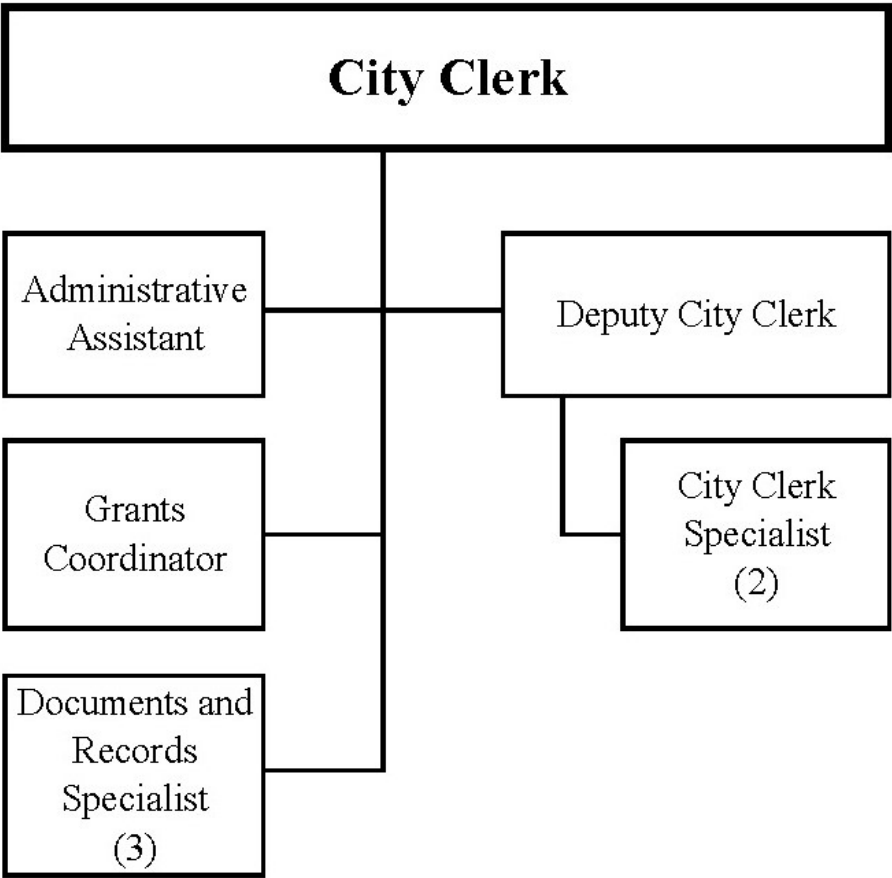 City Clerk
Administrative
Assistant
Deputy City Clerk
Grants
Coordinator
City Clerk
Specialist
(2)
Documents and
Records
Specialist
(3)